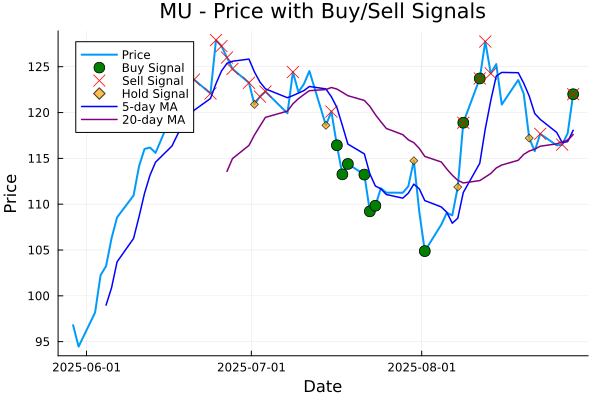 MU - Price with Buy/Sell Signals
Price
Buy Signal
Sell Signal
Hold Signal
5-day MA
20-day MA
125
120
115
110
105
100
95
Price
2025-06-01
2025-07-01
2025-08-01
Date